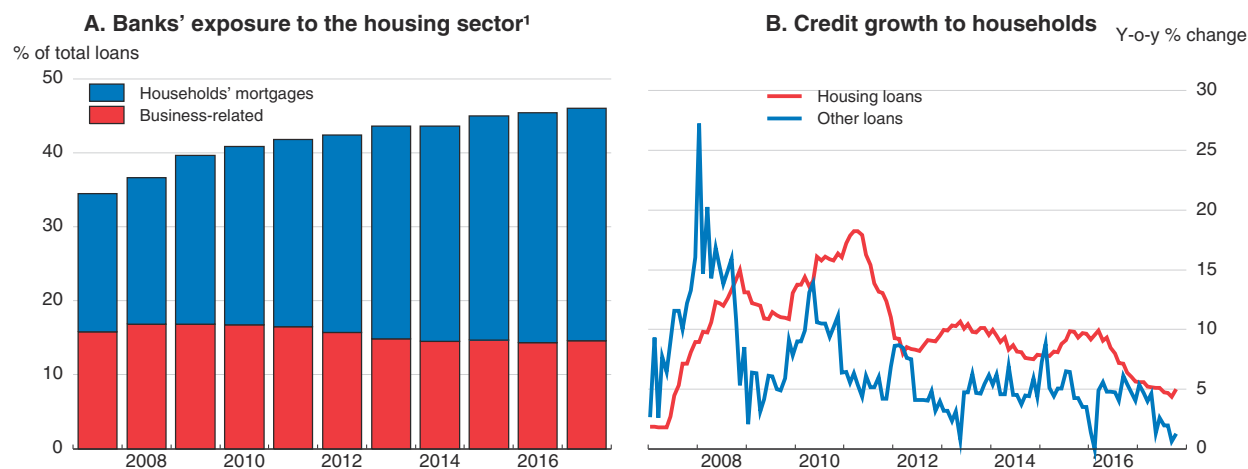 A. Banks’ exposure to the housing sector¹
% of total loans
Households’ mortgages
Business-related
50
40
30
20
10
0
2008 2010 2012 2014 2016
B. Credit growth to households
Y-o-y % change
Housing loans
Other loans
30
25
20
15
10
5
0
2008 2010 2012 2014 2016